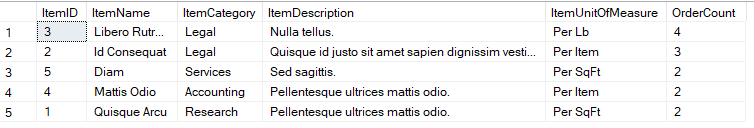 ItemID ItemName ItemCategory ItemDescription ItemUnitOfMeasure OrderCount
1 3 Libero Rutr... Legal Nulla tellus. Per Lb 4
2 2 Id Consequat Legal Quisque id justo sit amet sapien dignissim vesti... Per Item 3
3 5 Diam Services Sed sagittis. Per SqFt 2
4 4 Mattis Odio Accounting Pellentesque ultrices mattis odio. Per Item 2
5 1 Quisque Arcu Research Pellentesque ultrices mattis odio. Per SqFt 2